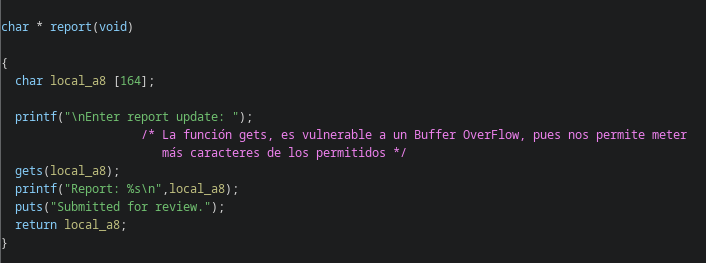 char * report(void)
{
char local_a8 [164];
printf("\nEnter report update: ");
/* La función gets, es vulnerable a un Buffer OverFlow, pues nos permite meter
más caracteres de los permitidos */
gets(local_a8);
printf("Report: %s\n",local_a8);
puts("Submitted for review.");
return local_a8;
}